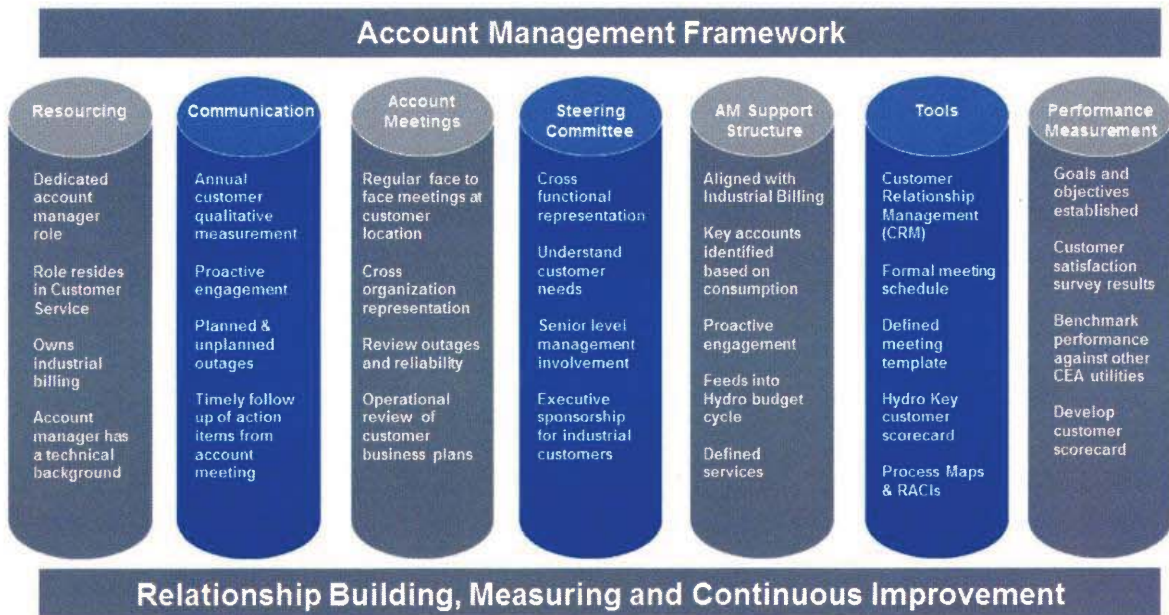 Account Management Framework
Resourcing
Dedicated
account
manager
role
Role resides
in Customer
Service
Owns
industrial
billing
Account
manager has
a technical
background
Communication
Annual
customer
qualitative
measurement
Proactive
engagement
Planned &
unplanned
outages
Timely follow
up of action
items from
account
meeting
Account
Meetings
Regular face to
face meetings at
customer
location
Cross
organization
representation
Review outages
and reliability
Operational
review of
customer
business plans
Steering
Committee
Cross
functional
representation
Understand
customer
needs
Senior level
management
involvement
Executive
sponsorship
for industrial
customers
AM Support
Structure
Aligned with
Industrial Billing
Key accounts
identified
based on
consumption
Proactive
engagement
Feeds into
Hydro budget
cycle
Defined
services
Tools
Customer
Relationship
Management
(CRM)
Formal meeting
schedule
Defined
meeting
template
Hydro Key
customer
scorecard
Process Maps
& RACIs
Performance
Measurement
Goals and
objectives
established
Customer
satisfaction
survey results
Benchmark
performance
against other
CEA utilities
Develop
customer
scorecard
Relationship Building, Measuring and Continuous Improvement